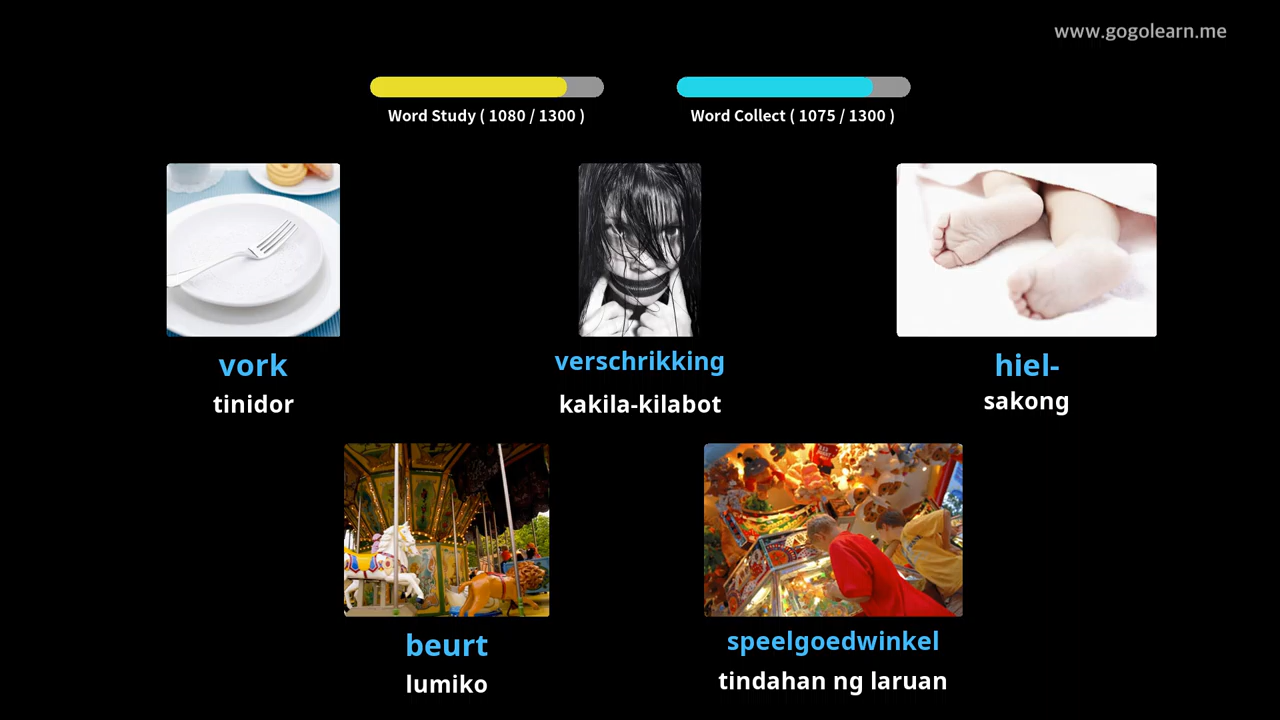 www.gogolearn.me
Word Study ( 1080 / 1300 )
Word Collect ( 1075 / 1300 )
vork
tinidor
verschrikking
kakila-kilabot
hiel-
sakong
beurt
lumiko
speelgoedwinkel
tindahan ng laruan